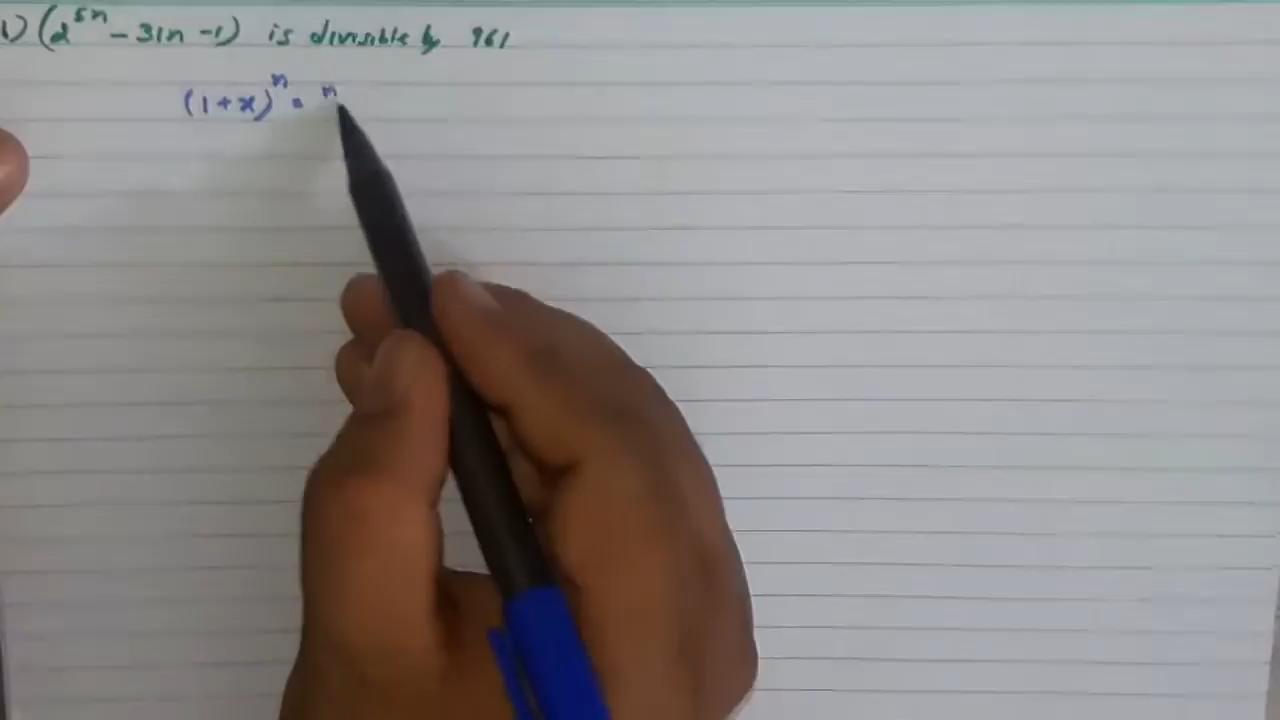 1) (2^{5n} - 31n - 1) is divisible by 961
(1 + x)^n = ^n